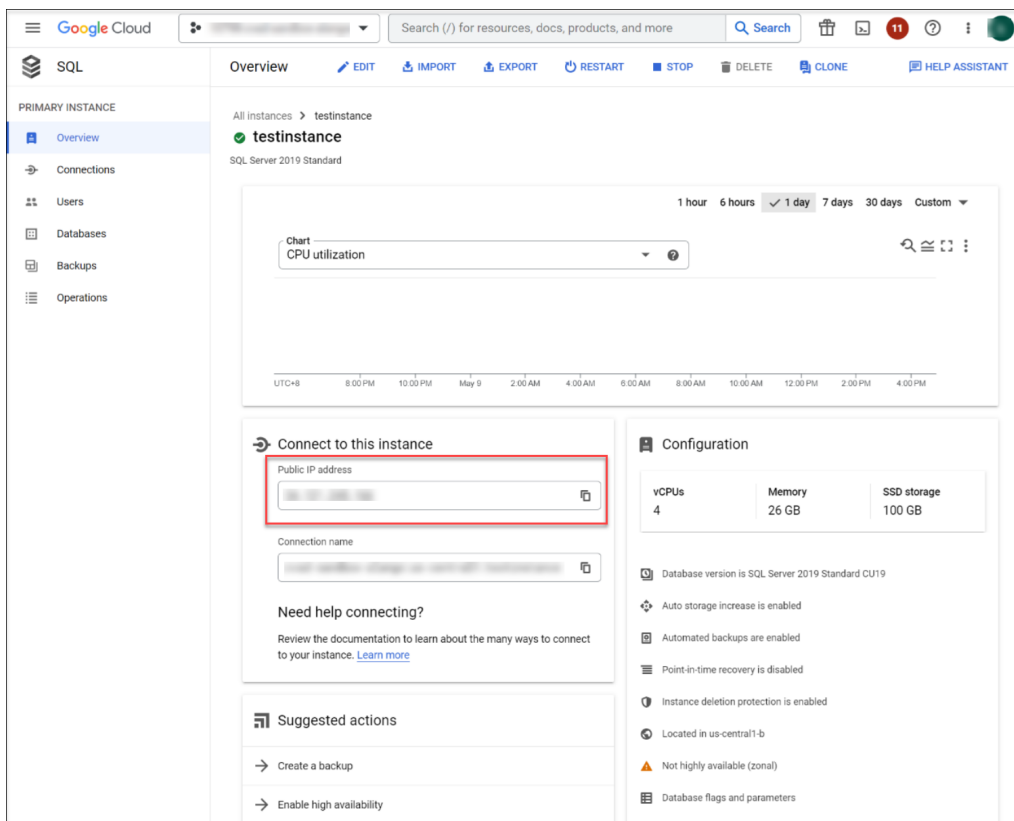 Google Cloud
Search (/) for resources, docs, products, and more
Search
11
SQL
Overview
EDIT
IMPORT
EXPORT
RESTART
STOP
DELETE
CLONE
HELP ASSISTANT
PRIMARY INSTANCE
Overview
Connections
Users
Databases
Backups
Operations
All instances > testinstance
testinstance
SQL Server 2019 Standard
1 hour 6 hours 1 day 7 days 30 days Custom
Chart
CPU utilization
UTC+8 8:00 PM 10:00 PM May 9 2:00 AM 4:00 AM 6:00 AM 8:00 AM 10:00 AM 12:00 PM 2:00 PM 4:00 PM
Connect to this instance
Public IP address
Connection name
Need help connecting?
Review the documentation to learn about the many ways to connect
to your instance. Learn more
Suggested actions
Create a backup
Enable high availability
Configuration
vCPUs Memory SSD storage
4 26 GB 100 GB
Database version is SQL Server 2019 Standard CU19
Auto storage increase is enabled
Automated backups are enabled
Point-in-time recovery is disabled
Instance deletion protection is enabled
Located in us-central1-b
Not highly available (zonal)
Database flags and parameters